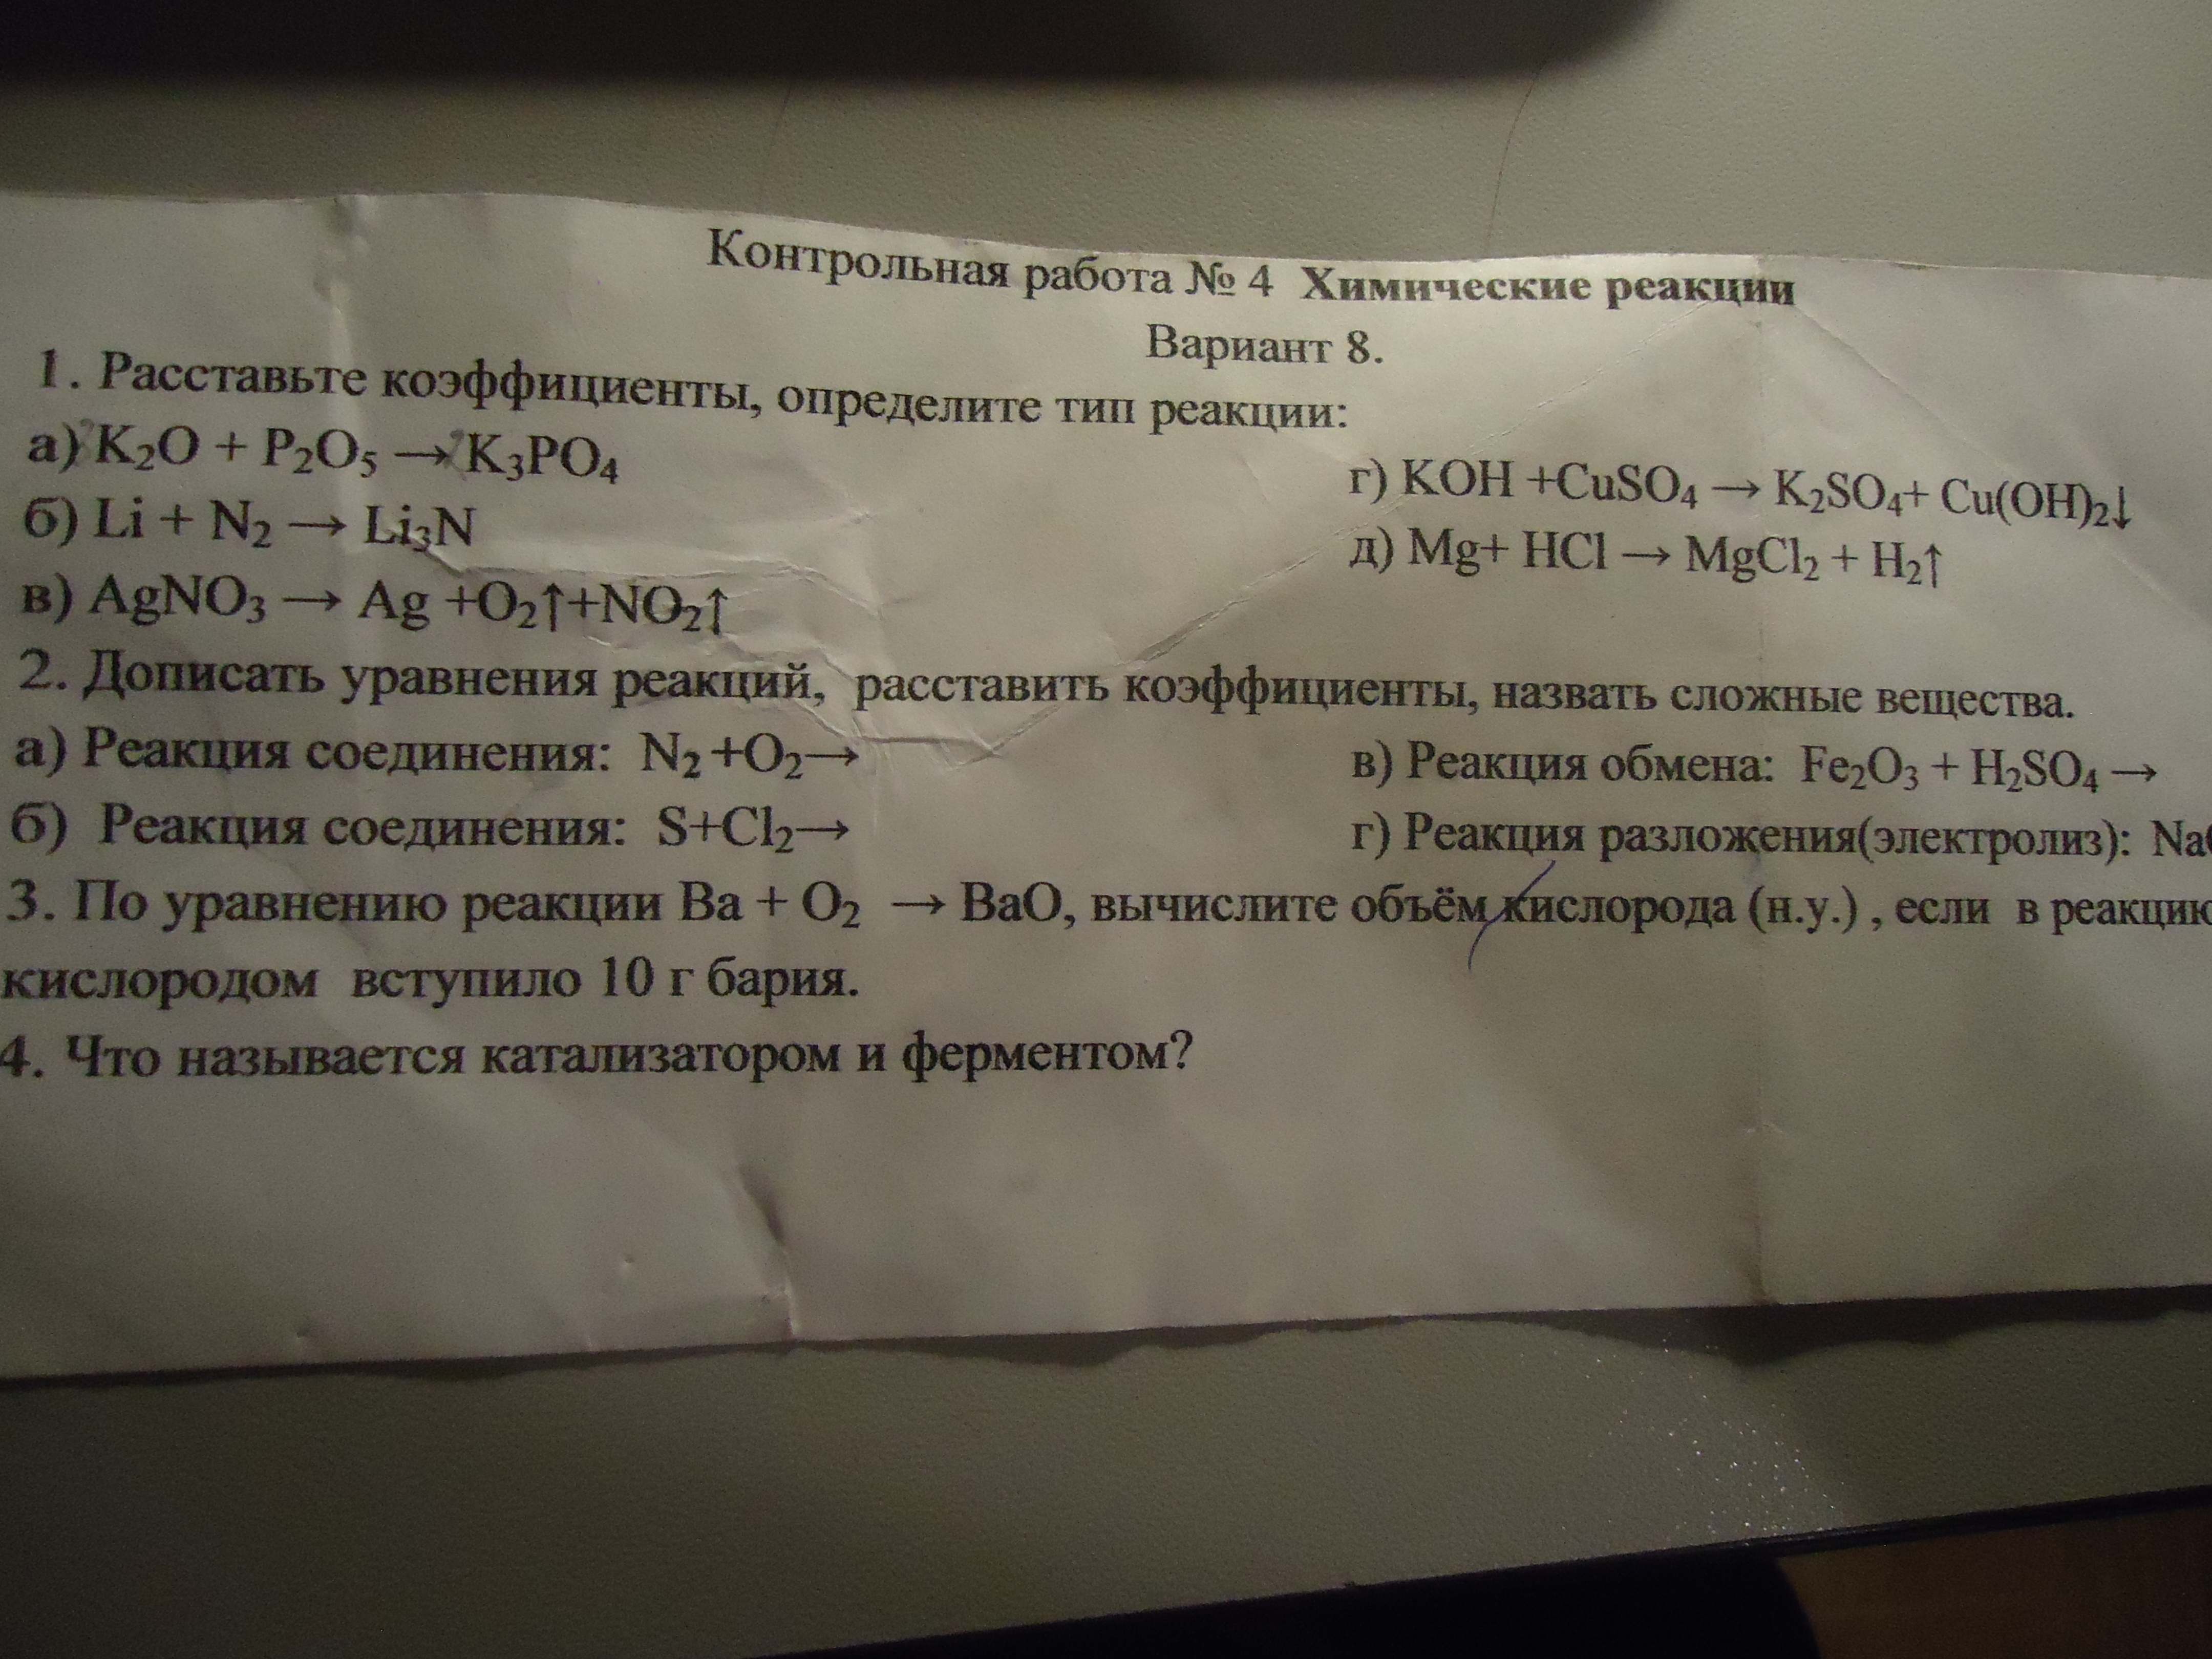 Контрольная работа № 4 Химические реакции
Вариант 8.
1. Расставьте коэффициенты, определите тип реакции:
а) K₂O + P₂O₅ → K₃PO₄
б) Li + N₂ → Li₃N
в) AgNO₃ → Ag +O₂↑+NO₂↑
г) KOH +CuSO₄ → K₂SO₄+ Cu(OH)₂↓
д) Mg+ HCl → MgCl₂ + H₂↑
2. Дописать уравнения реакций, расставить коэффициенты, назвать сложные вещества.
а) Реакция соединения: N₂ +O₂→
б) Реакция соединения: S+Cl₂→
в) Реакция обмена: Fe₂O₃ + H₂SO₄ →
г) Реакция разложения(электролиз):
3. По уравнению реакции Ba + O₂ → BaO, вычислите объём кислорода (н.у.) , если в реакцию
кислородом вступило 10 г бария.
4. Что называется катализатором и ферментом?